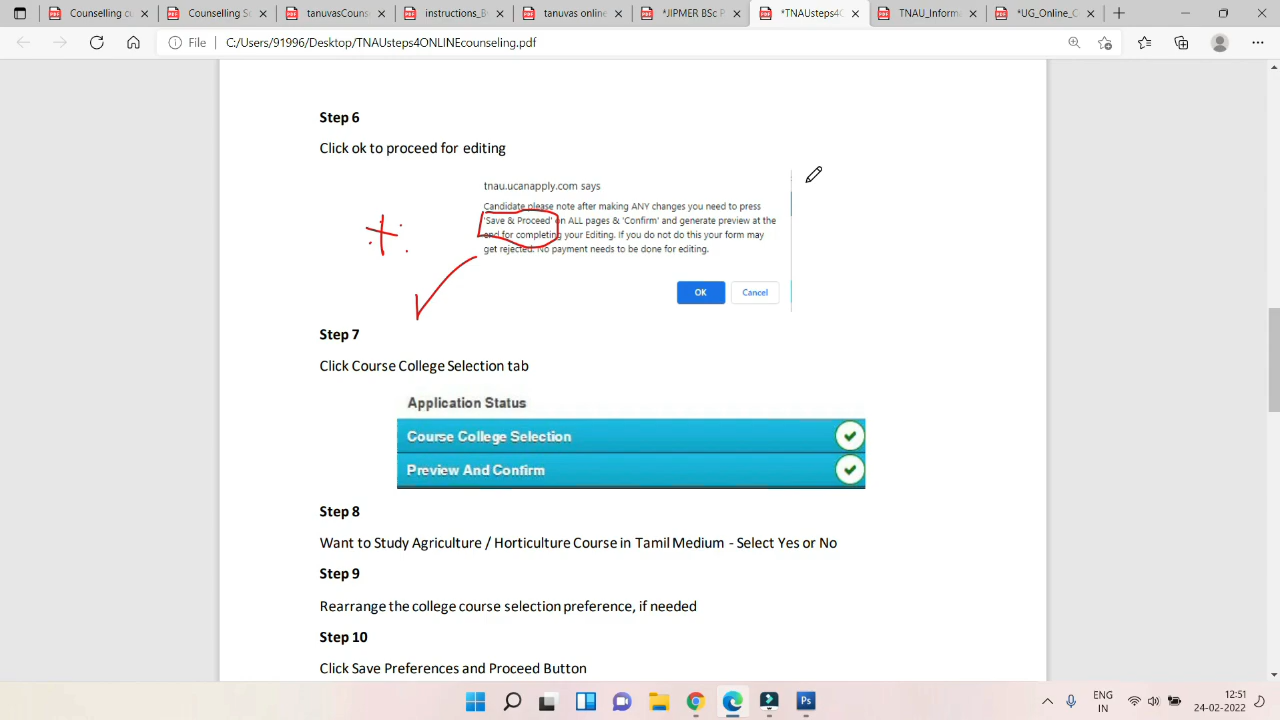 Counselling cu
Counselling S
tanuvasCouns
instructions_B
tanuvas online
*JIPMER BSc P
*TNAUsteps4O
TNAU_Informa
*UG_Online_G
File
C:/Users/91996/Desktop/TNAUsteps4ONLINEcounseling.pdf
Step 6
Click ok to proceed for editing
tnau.ucanapply.com says
Candidate please note after making ANY changes you need to press
'Save & Proceed' on ALL pages & 'Confirm' and generate preview at the
end for completing your Editing. If you do not do this your form may
get rejected. No payment needs to be done for editing.
OK
Cancel
Step 7
Click Course College Selection tab
Application Status
Course College Selection
Preview And Confirm
Step 8
Want to Study Agriculture / Horticulture Course in Tamil Medium - Select Yes or No
Step 9
Rearrange the college course selection preference, if needed
Step 10
Click Save Preferences and Proceed Button
ENG
IN
12:51
24-02-2022